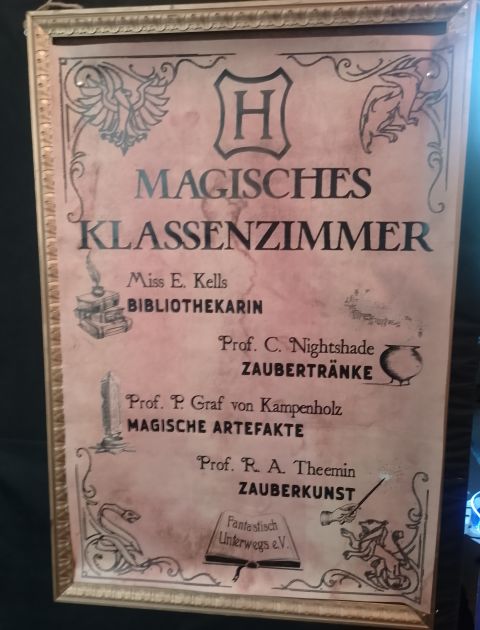 H
MAGISCHES
KLASSENZIMMER
Miss E. Kells
BIBLIOTHEKARIN
Prof. C. Nightshade
ZAUBERTRÄNKE
Prof. P. Graf von Kampenholz
MAGISCHE ARTEFAKTE
Prof. R. A. Theemin
ZAUBERKUNST
Fantastisch
Unterwegs e.V.